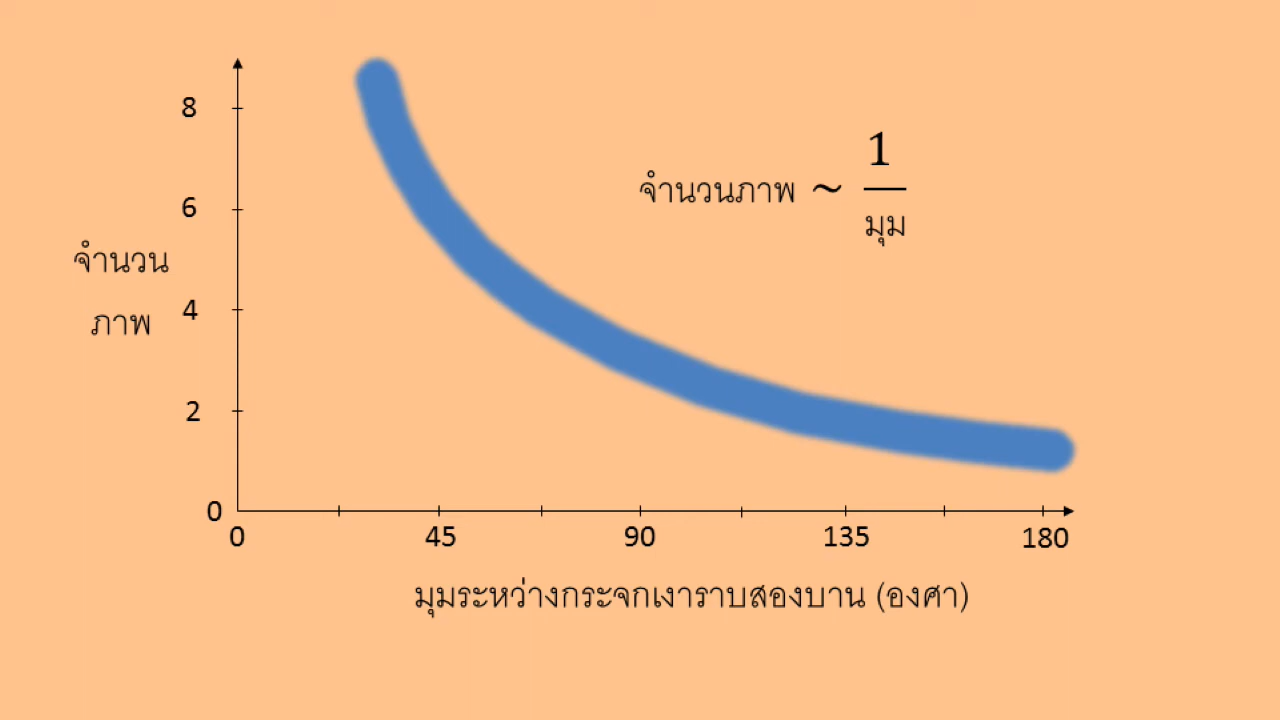 8
6
4
2
0
จำนวน
ภาพ
จำนวนภาพ ~ 1
มุม
0 45 90 135 180
มุมระหว่างกระจกเงาราบสองบาน (องศา)